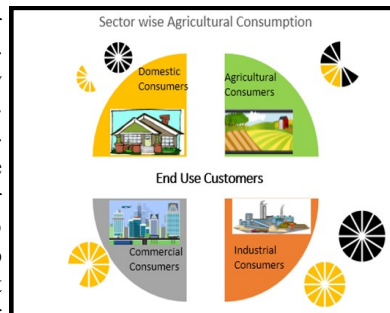 Sector wise Agricultural Consumption
Domestic
Consumers
Agricultural
Consumers
End Use Customers
Commercial
Consumers
Industrial
Consumers